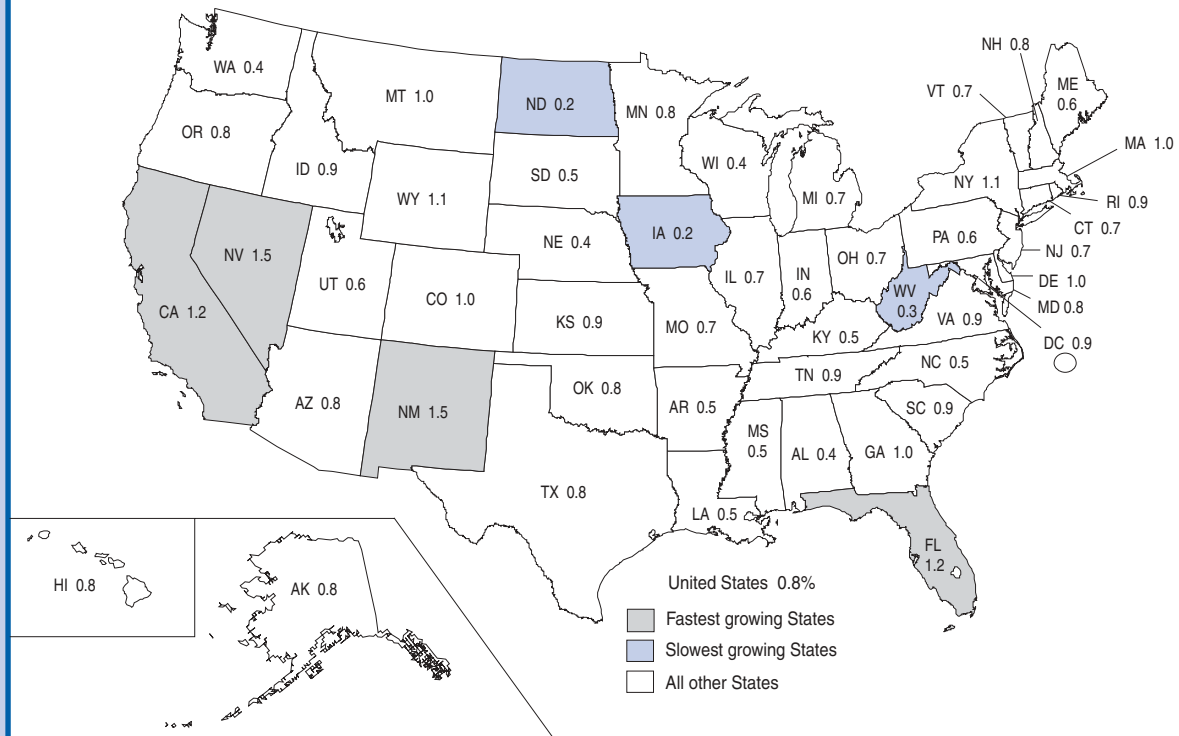 NH 0.8
WA 0.4
VT 0.7
ME
0.6
MT 1.0
ND 0.2
MN 0.8
OR 0.8
MA 1.0
ID 0.9
WI 0.4
SD 0.5
NY 1.1
WY 1.1
MI 0.7
RI 0.9
CT 0.7
IA 0.2
PA 0.6
NE 0.4
NJ 0.7
NV 1.5
OH 0.7
IL 0.7
IN
0.6
UT 0.6
DE 1.0
CO 1.0
WV
0.3
MD 0.8
CA 1.2
KS 0.9
MO 0.7
VA 0.9
KY 0.5
DC 0.9
NC 0.5
TN 0.9
OK 0.8
AZ 0.8
NM 1.5
AR 0.5
SC 0.9
MS
0.5
AL 0.4
GA 1.0
TX 0.8
LA 0.5
FL
1.2
HI 0.8
AK 0.8
United States 0.8%
Fastest growing States
Slowest growing States
All other States